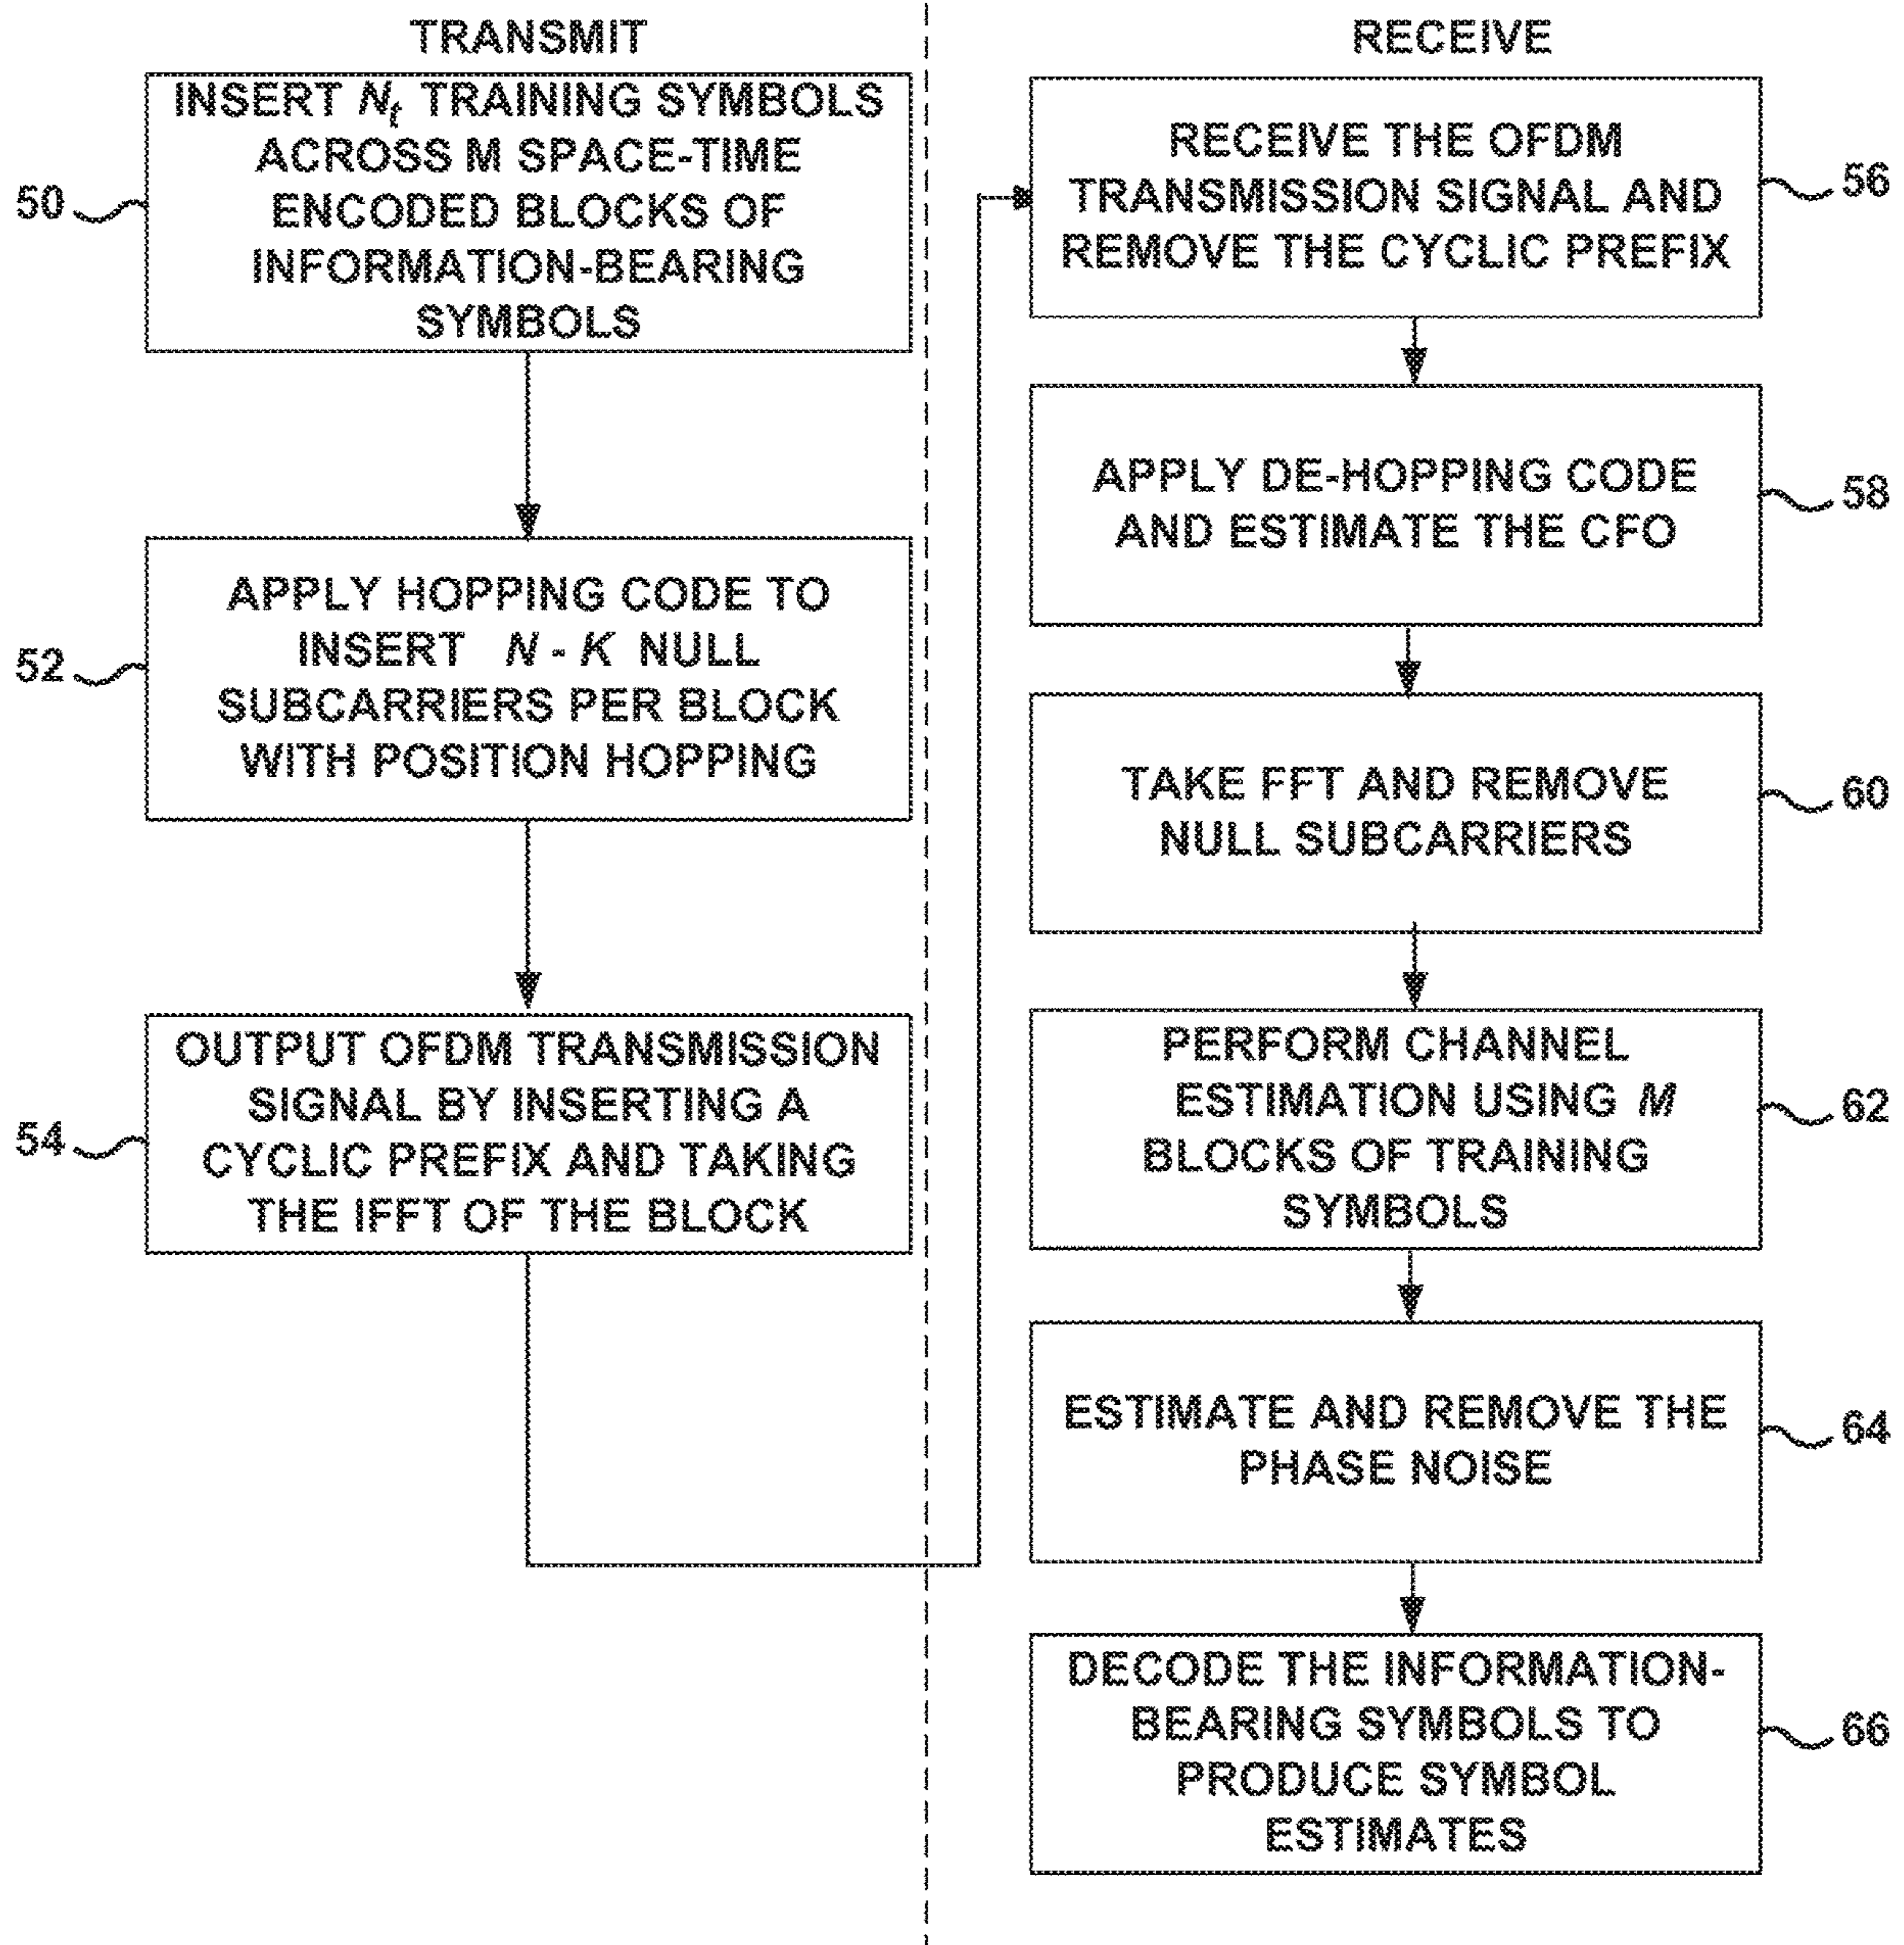 TRANSMIT
INSERT Nt TRAINING SYMBOLS
ACROSS M SPACE-TIME
ENCODED BLOCKS OF
INFORMATION-BEARING
SYMBOLS
50
APPLY HOPPING CODE TO
INSERT N - K NULL
SUBCARRIERS PER BLOCK
WITH POSITION HOPPING
52
OUTPUT OFDM TRANSMISSION
SIGNAL BY INSERTING A
CYCLIC PREFIX AND TAKING
THE IFFT OF THE BLOCK
54
RECEIVE
RECEIVE THE OFDM
TRANSMISSION SIGNAL AND
REMOVE THE CYCLIC PREFIX
56
APPLY DE-HOPPING CODE
AND ESTIMATE THE CFO
58
TAKE FFT AND REMOVE
NULL SUBCARRIERS
60
PERFORM CHANNEL
ESTIMATION USING M
BLOCKS OF TRAINING
SYMBOLS
62
ESTIMATE AND REMOVE THE
PHASE NOISE
64
DECODE THE INFORMATION-
BEARING SYMBOLS TO
PRODUCE SYMBOL
ESTIMATES
66